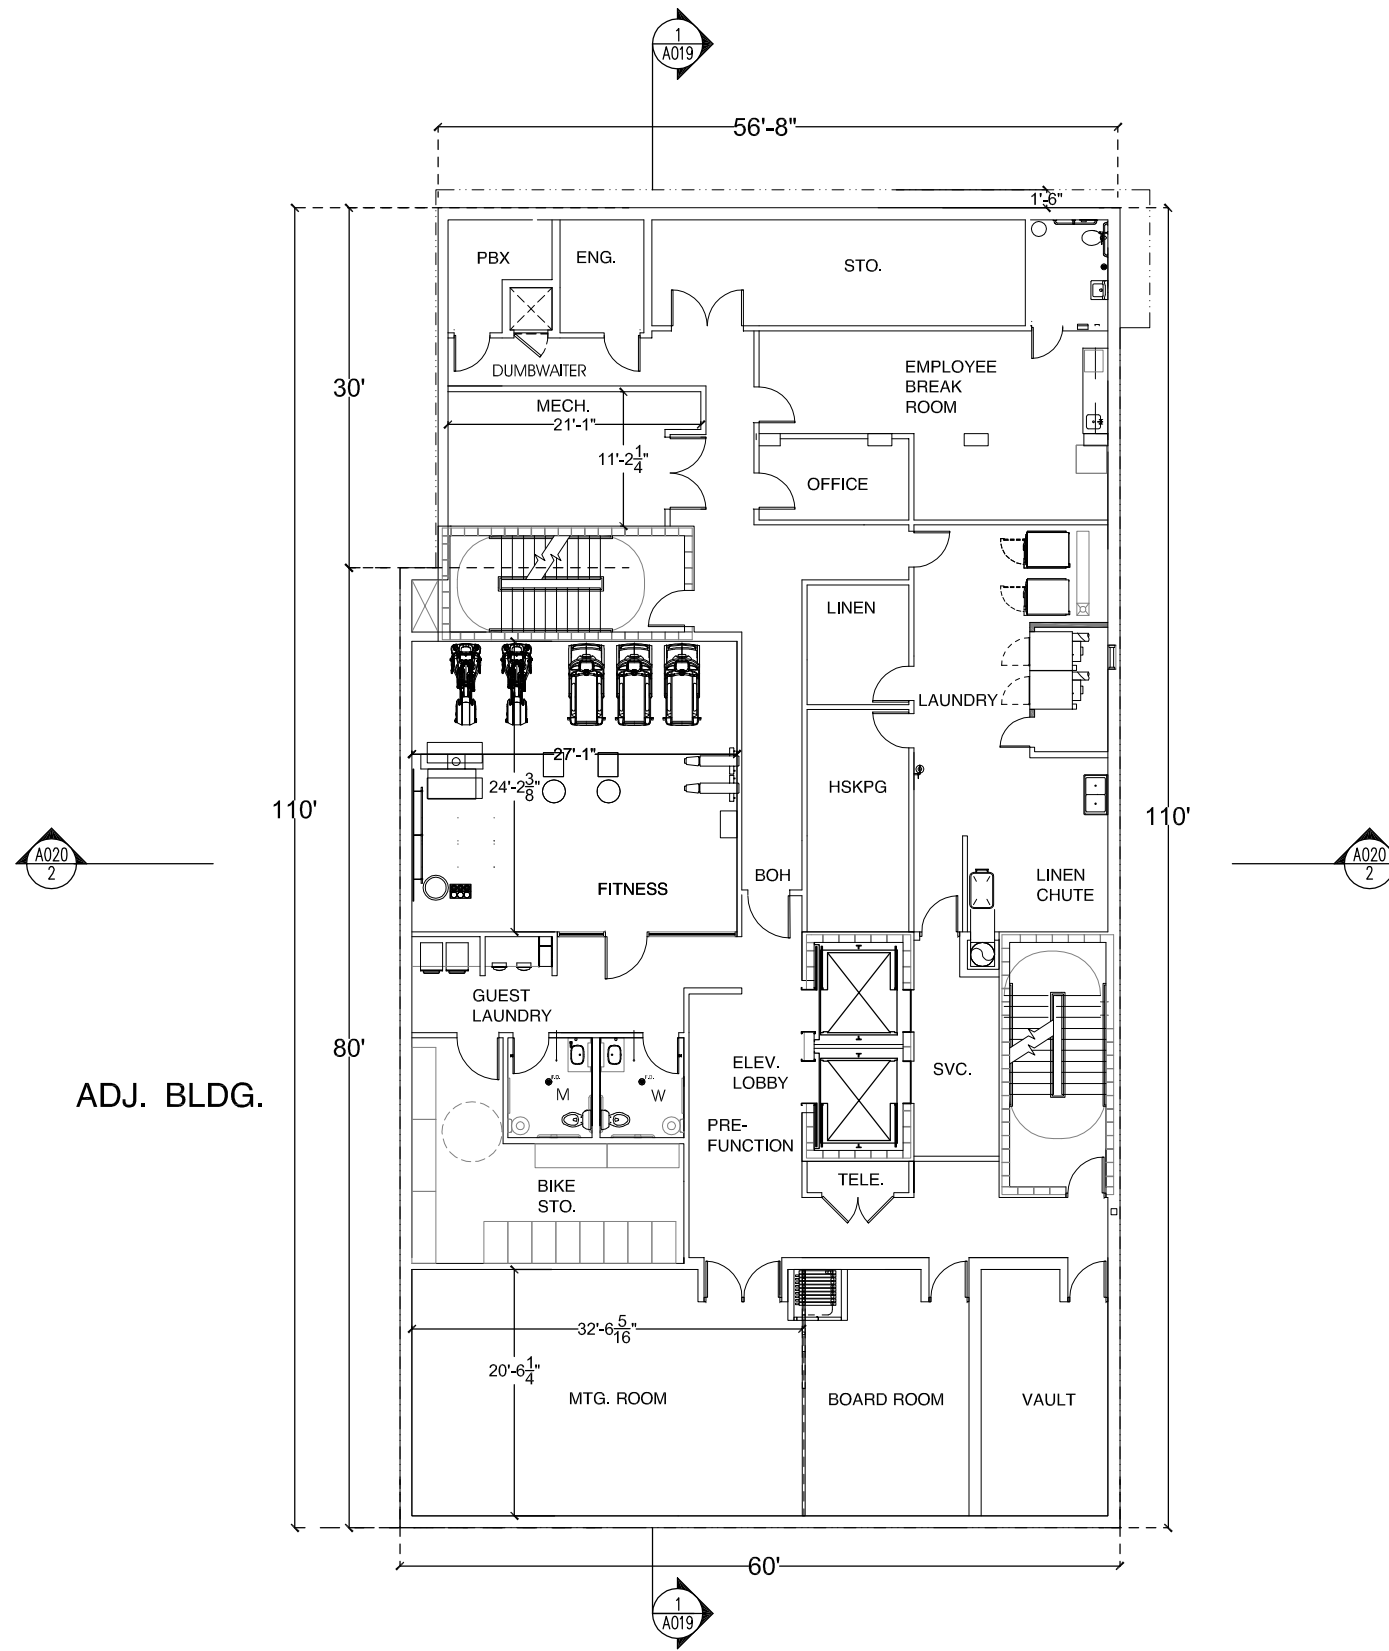 1
A019
56'-8"
1'-6"
PBX
ENG.
STO.
DUMBWAITER
EMPLOYEE
BREAK
ROOM
30'
MECH.
21'-1"
11'-2 1/4"
OFFICE
LINEN
LAUNDRY
27'-1"
24'-2 3/8"
HSKPG
110'
110'
A020
2
A020
2
BOH
FITNESS
LINEN
CHUTE
GUEST
LAUNDRY
80'
ELEV.
LOBBY
SVC.
ADJ. BLDG.
F.D.
M
F.D.
W
PRE-
FUNCTION
BIKE
STO.
TELE.
32'-6 5/16"
20'-6 1/4"
MTG. ROOM
BOARD ROOM
VAULT
60'
1
A019